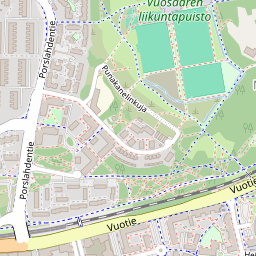 Vuosaaren
liikuntapuisto
Porslahdentie
Punakanelinkuja
Porslahdentie
Vuotie
Vuotie